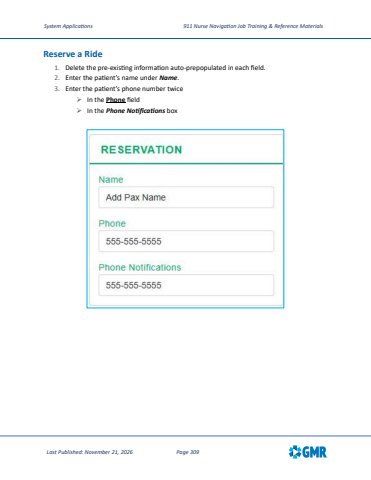 System Applications 911 Nurse Navigation Job Training & Reference Materials
Reserve a Ride
1. Delete the pre-existing information auto-prepopulated in each field.
2. Enter the patient's name under Name.
3. Enter the patient's phone number twice
➢ In the Phone field
➢ In the Phone Notifications box
RESERVATION
Name
Add Pax Name
Phone
555-555-5555
Phone Notifications
555-555-5555
Last Published: November 21, 2026 Page 309 GMR